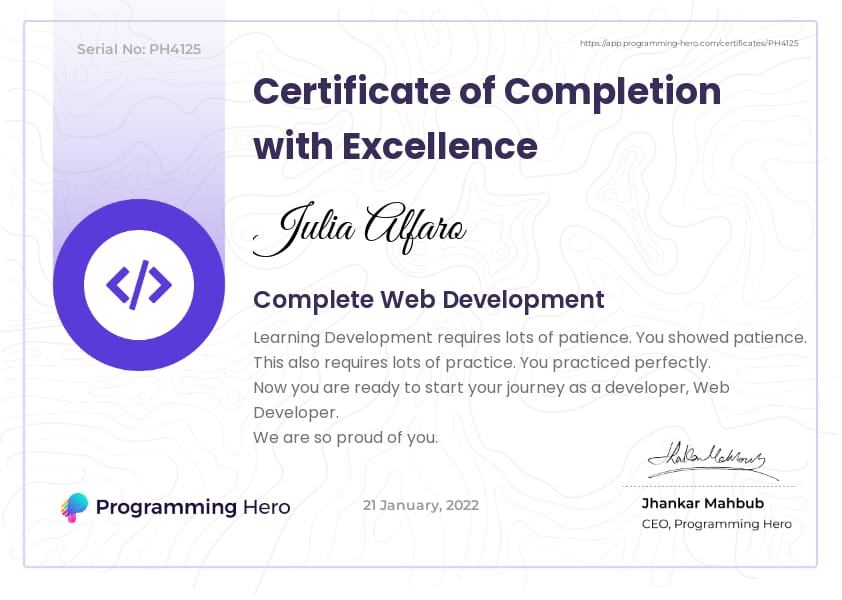 Serial No: PH4125
https://app.programming-hero.com/certificates/PH4125
Certificate of Completion
with Excellence
Julia Alfaro
</>
Complete Web Development
Learning Development requires lots of patience. You showed patience.
This also requires lots of practice. You practiced perfectly.
Now you are ready to start your journey as a developer, Web
Developer.
We are so proud of you.
Programming Hero
21 January, 2022
Jhankar Mahbub
CEO, Programming Hero